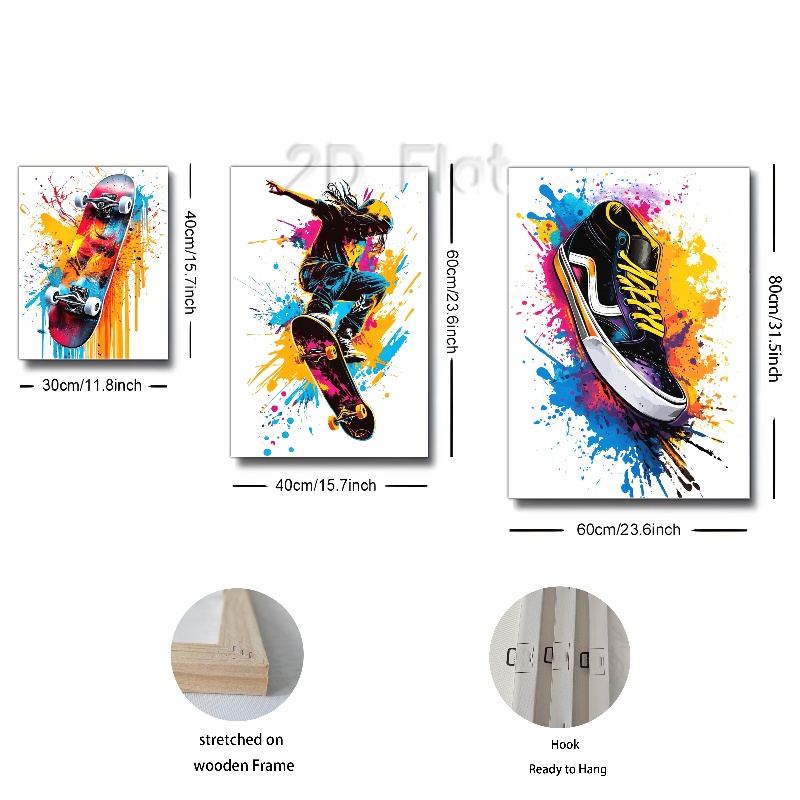 2D Flat
40cm/15.7inch
30cm/11.8inch
60cm/23.6inch
40cm/15.7inch
80cm/31.5inch
60cm/23.6inch
stretched on
wooden Frame
Hook
Ready to Hang